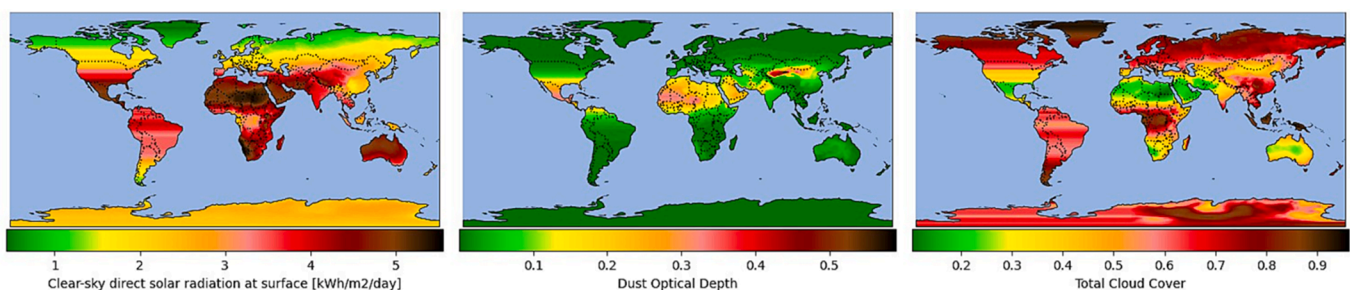 1 2 3 4 5
Clear-sky direct solar radiation at surface [kWh/m2/day]
0.1 0.2 0.3 0.4 0.5
Dust Optical Depth
0.2 0.3 0.4 0.5 0.6 0.7 0.8 0.9
Total Cloud Cover